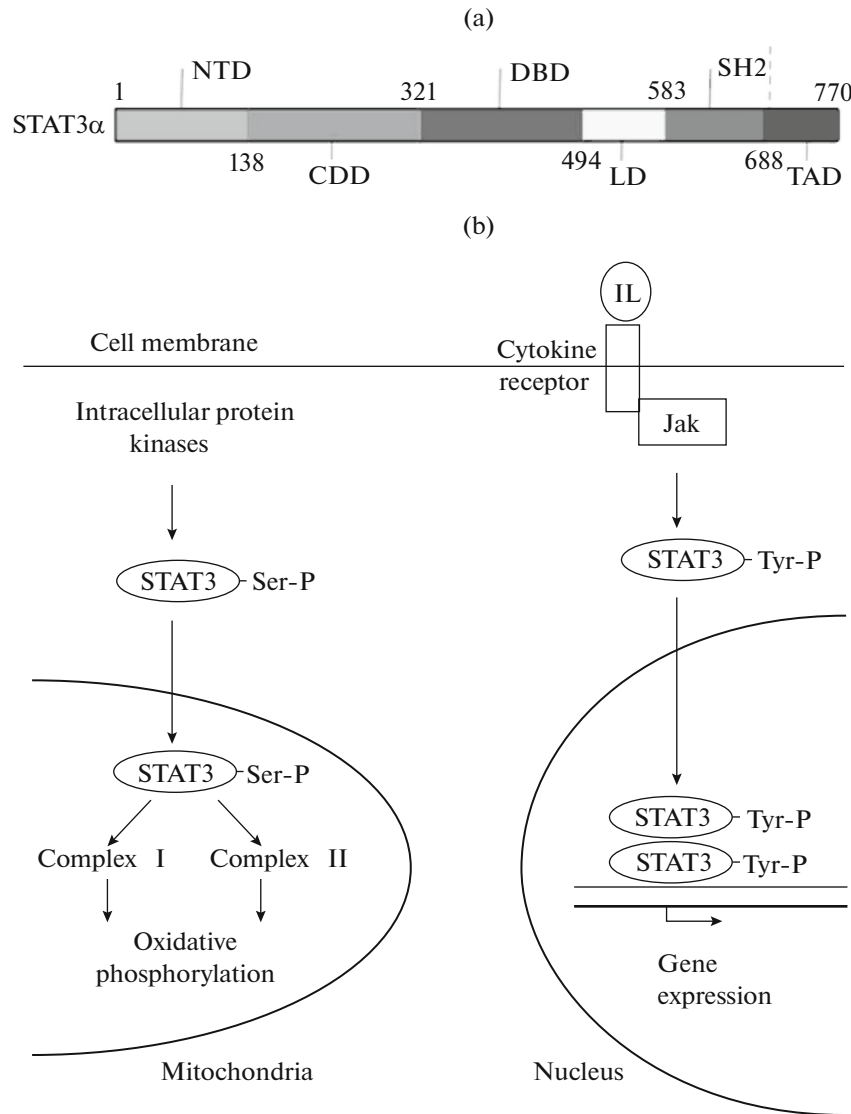 (a)
NTD
DBD
SH2
1
321
583
770
STAT3α
138
CDD
494
LD
688
TAD
(b)
IL
Cell membrane
Cytokine
receptor
Jak
Intracellular protein
kinases
STAT3
Ser-P
STAT3
Tyr-P
STAT3
Ser-P
Complex I
Complex II
Oxidative
phosphorylation
Mitochondria
STAT3
Tyr-P
STAT3
Tyr-P
Gene
expression
Nucleus